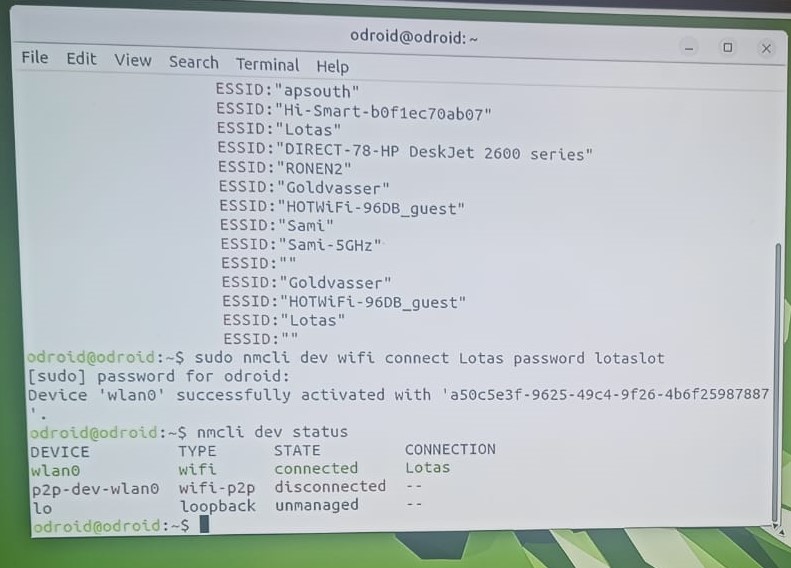 odroid@odroid: ~
File Edit View Search Terminal Help
ESSID:"apsouth"
ESSID:"Hi-Smart-b0f1ec70ab07"
ESSID:"Lotas"
ESSID:"DIRECT-78-HP DeskJet 2600 series"
ESSID:"RONEN2"
ESSID:"Goldvasser"
ESSID:"HOTWiFi-96DB_guest"
ESSID:"Sami"
ESSID:"Sami-5GHz"
ESSID:""
ESSID:"Goldvasser"
ESSID:"HOTWiFi-96DB_guest"
ESSID:"Lotas"
ESSID:""
odroid@odroid:~$ sudo nmcli dev wifi connect Lotas password lotaslot
[sudo] password for odroid:
Device 'wlan0' successfully activated with 'a50c5e3f-9625-49c4-9f26-4b6f25987887
'.
odroid@odroid:~$ nmcli dev status
DEVICE TYPE STATE CONNECTION
wlan0 wifi connected Lotas
p2p-dev-wlan0 wifi-p2p disconnected --
lo loopback unmanaged --
odroid@odroid:~$